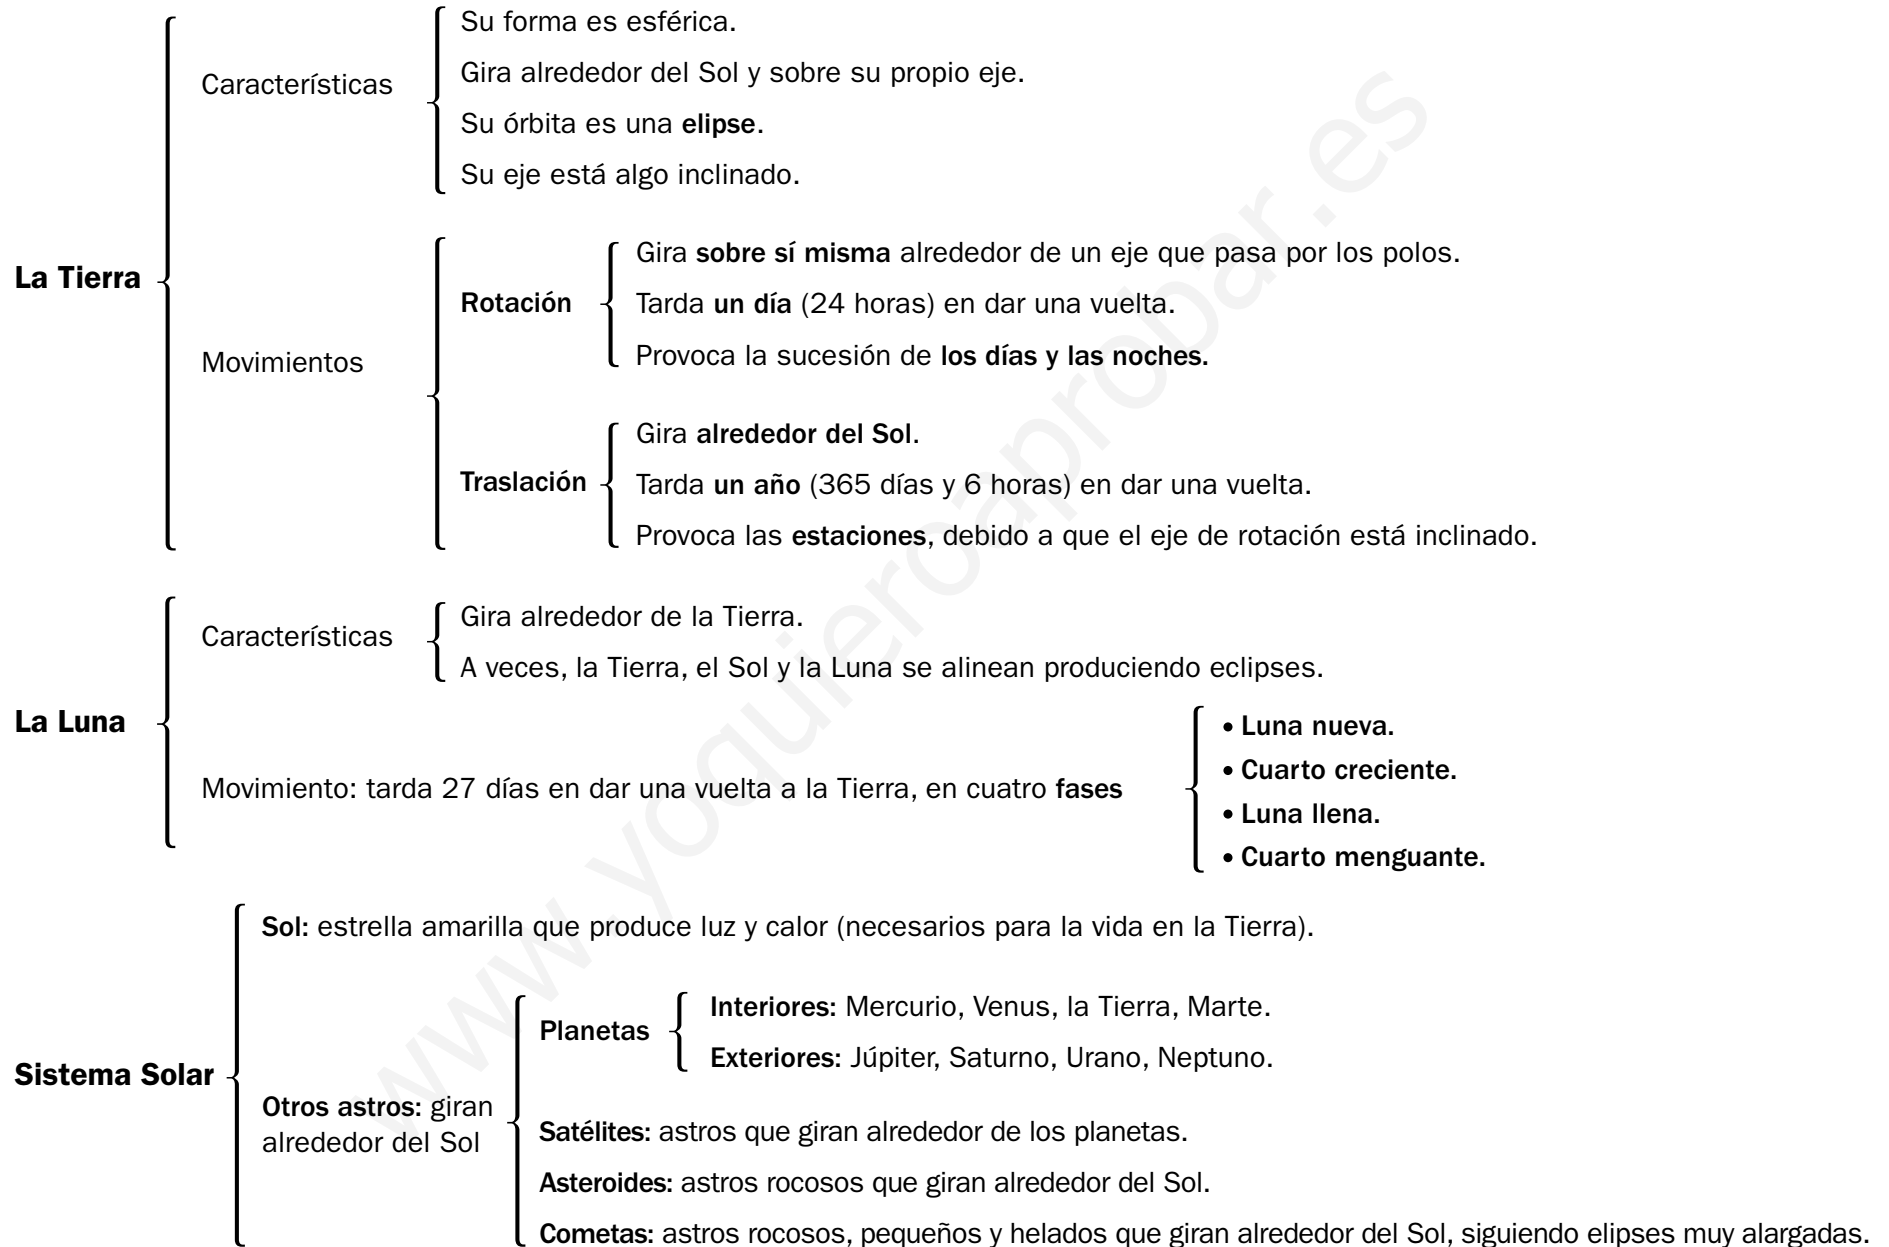 La Tierra
Características
Su forma es esférica.
Gira alrededor del Sol y sobre su propio eje.
Su órbita es una elipse.
Su eje está algo inclinado.
Movimientos
Rotación
Gira sobre sí misma alrededor de un eje que pasa por los polos.
Tarda un día (24 horas) en dar una vuelta.
Provoca la sucesión de los días y las noches.
Traslación
Gira alrededor del Sol.
Tarda un año (365 días y 6 horas) en dar una vuelta.
Provoca las estaciones, debido a que el eje de rotación está inclinado.
La Luna
Características
Gira alrededor de la Tierra.
A veces, la Tierra, el Sol y la Luna se alinean produciendo eclipses.
Movimiento: tarda 27 días en dar una vuelta a la Tierra, en cuatro fases
• Luna nueva.
• Cuarto creciente.
• Luna llena.
• Cuarto menguante.
Sistema Solar
Sol: estrella amarilla que produce luz y calor (necesarios para la vida en la Tierra).
Otros astros: giran
alrededor del Sol
Planetas
Interiores: Mercurio, Venus, la Tierra, Marte.
Exteriores: Júpiter, Saturno, Urano, Neptuno.
Satélites: astros que giran alrededor de los planetas.
Asteroides: astros rocosos que giran alrededor del Sol.
Cometas: astros rocosos, pequeños y helados que giran alrededor del Sol, siguiendo elipses muy alargadas.
www.yoquieroaprobar.es